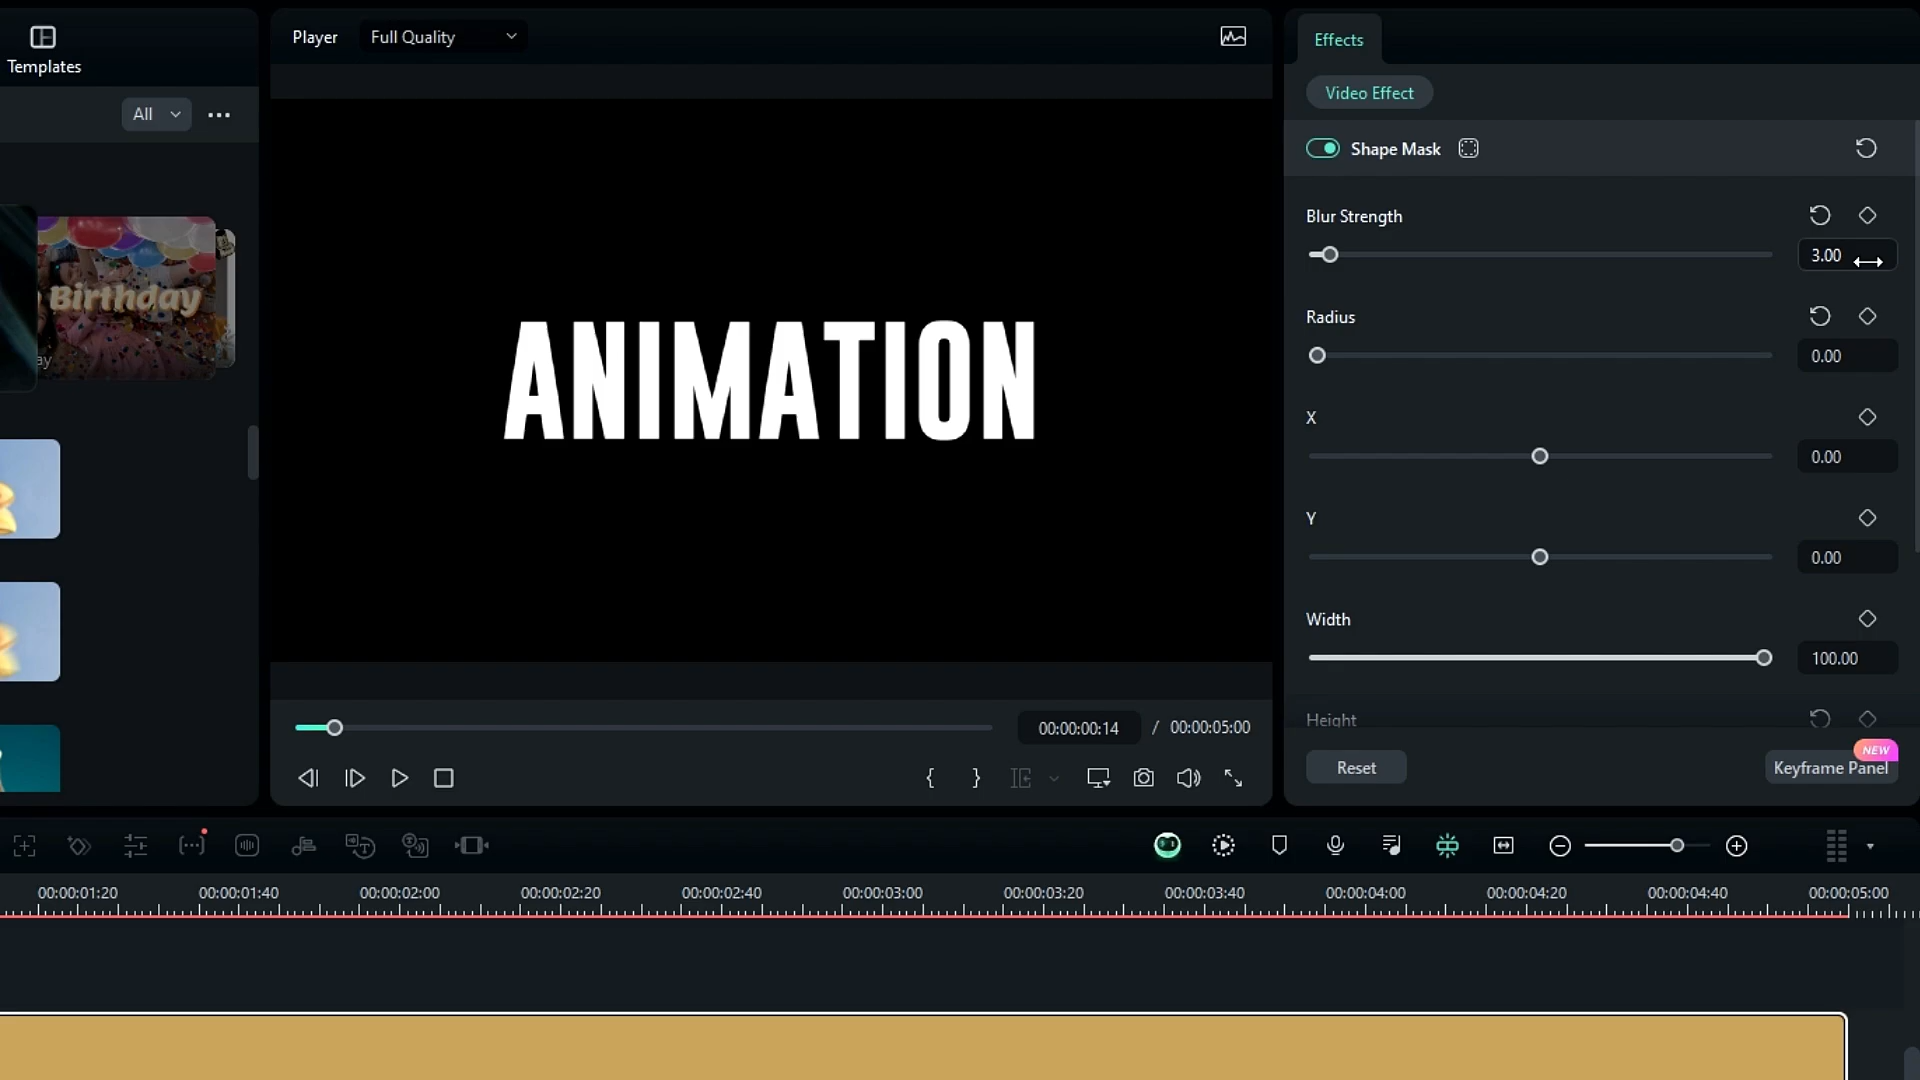 Templates
All
Birthday
ay
Player
Full Quality
ANIMATION
00:00:00:14 / 00:00:05:00
{ }
Effects
Video Effect
Shape Mask
Blur Strength
3.00
Radius
0.00
X
0.00
Y
0.00
Width
100.00
Height
Reset
NEW
Keyframe Panel
00:00:01:20 00:00:01:40 00:00:02:00 00:00:02:20 00:00:02:40 00:00:03:00 00:00:03:20 00:00:03:40 00:00:04:00 00:00:04:20 00:00:04:40 00:00:05:00